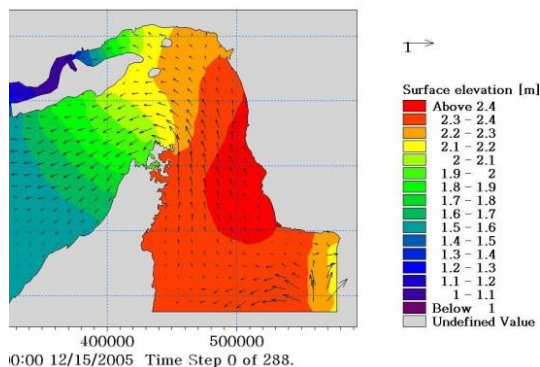 1
Surface elevation [m]
Above 2.4
2.3 - 2.4
2.2 - 2.3
2.1 - 2.2
2 - 2.1
1.9 - 2
1.8 - 1.9
1.7 - 1.8
1.6 - 1.7
1.5 - 1.6
1.4 - 1.5
1.3 - 1.4
1.2 - 1.3
1.1 - 1.2
1 - 1.1
Below 1
Undefined Value
400000 500000
00:00 12/15/2005 Time Step 0 of 288.